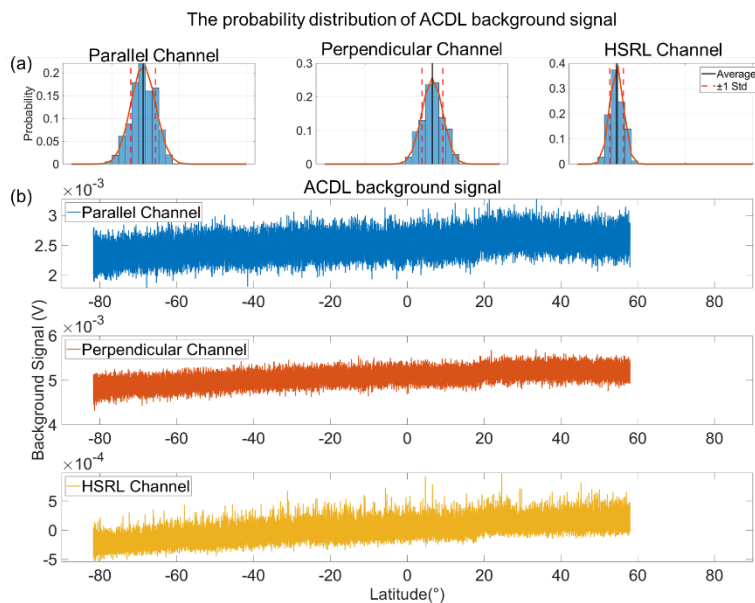 The probability distribution of ACDL background signal
(a)
Parallel Channel
Perpendicular Channel
HSRL Channel
Probability
0.2
0.15
0.1
0.05
0
0.3
0.2
0.1
0
0.4
0.3
0.2
0.1
0
Average
±1 Std
(b)
ACDL background signal
×10⁻³
Parallel Channel
3
2.5
2
-80 -60 -40 -20 0 20 40 60 80
×10⁻³
6
Perpendicular Channel
5
4
-80 -60 -40 -20 0 20 40 60 80
Background Signal (V)
×10⁻⁴
HSRL Channel
5
0
-5
-80 -60 -40 -20 0 20 40 60 80
Latitude(°)